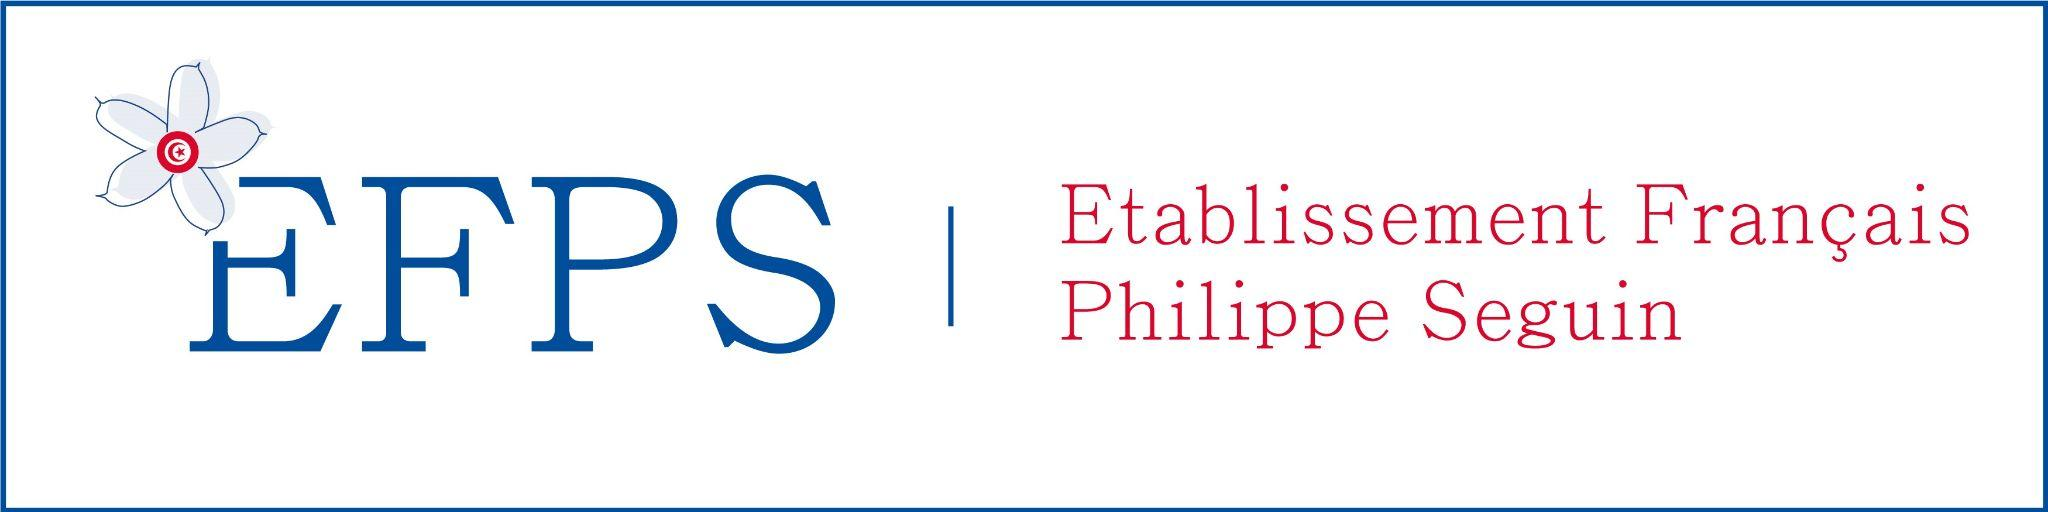 EFPS
Etablissement Français
Philippe Seguin